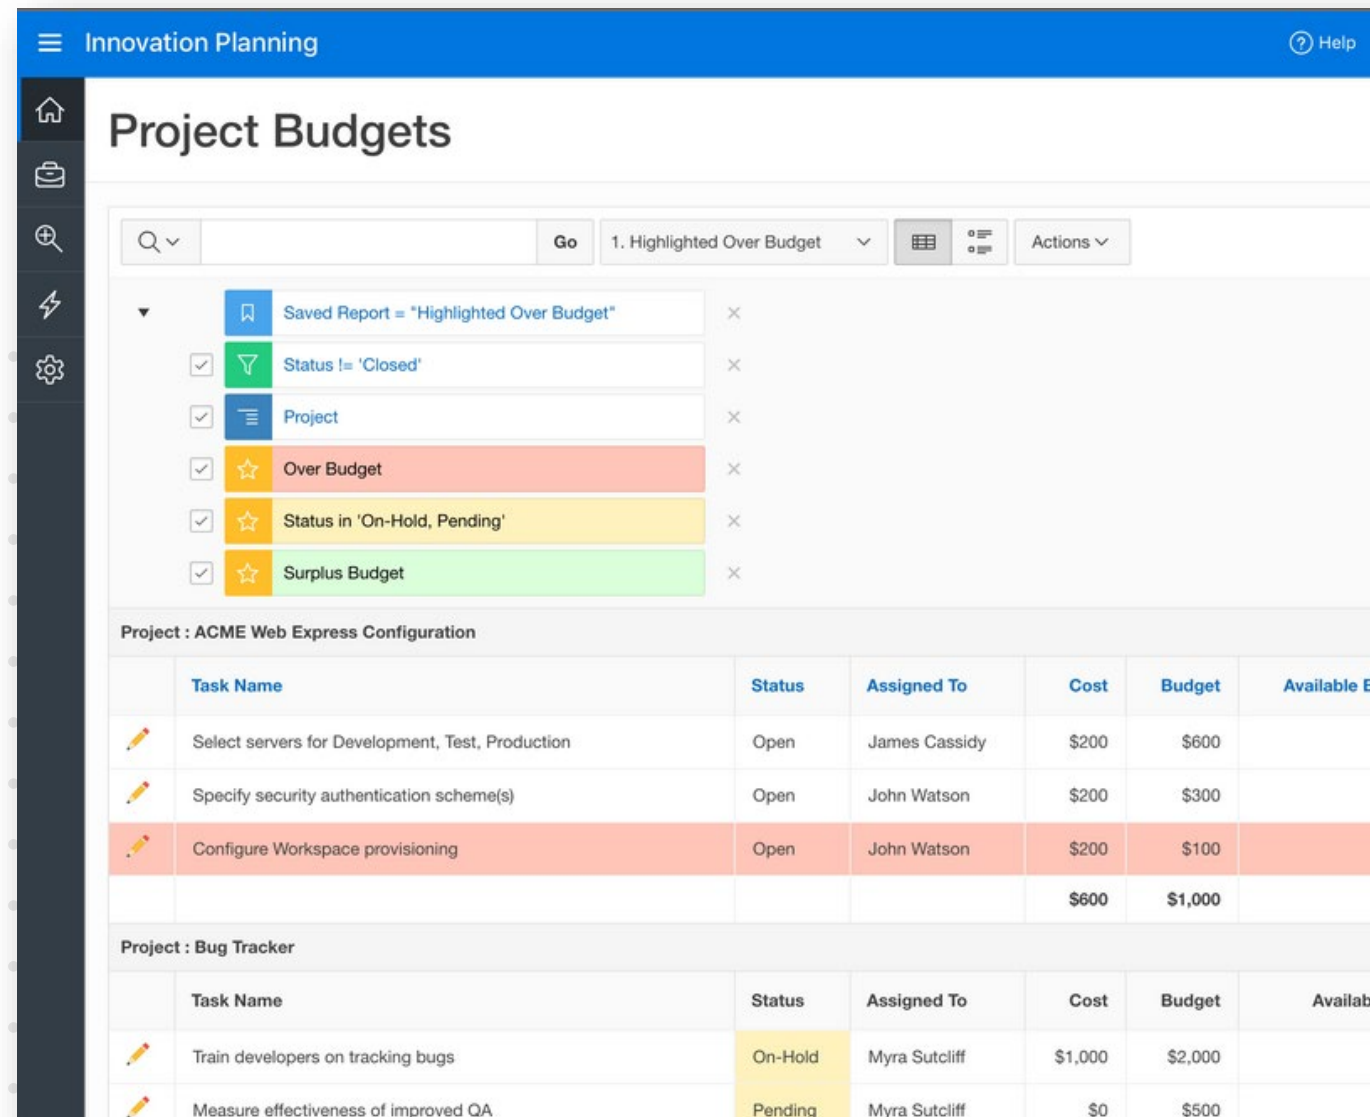 Innovation Planning
Help
Project Budgets
Go
1. Highlighted Over Budget
Actions
Saved Report = "Highlighted Over Budget"
Status != 'Closed'
Project
Over Budget
Status in 'On-Hold, Pending'
Surplus Budget
Project : ACME Web Express Configuration
Task Name Status Assigned To Cost Budget Available
Select servers for Development, Test, Production Open James Cassidy $200 $600
Specify security authentication scheme(s) Open John Watson $200 $300
Configure Workspace provisioning Open John Watson $200 $100
$600 $1,000
Project : Bug Tracker
Task Name Status Assigned To Cost Budget
Train developers on tracking bugs On-Hold Myra Sutcliff $1,000 $2,000
Measure effectiveness of improved QA Pending Myra Sutcliff $0 $500